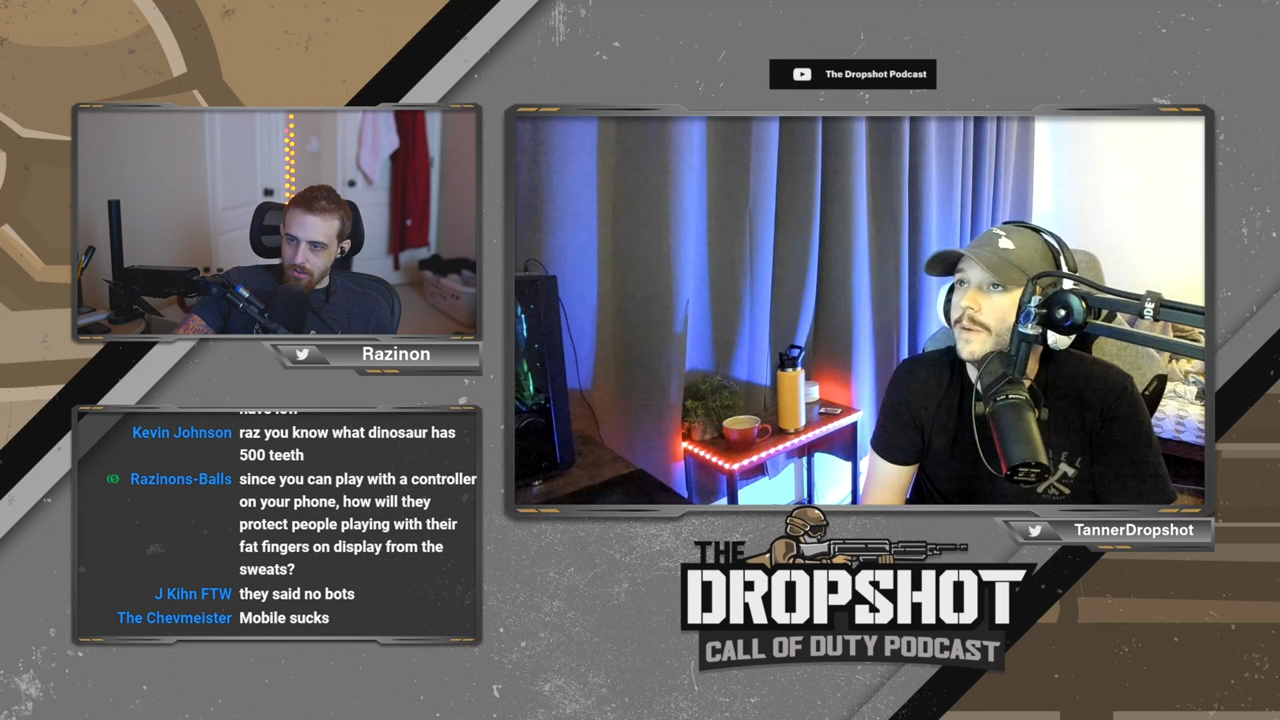 The Dropshot Podcast
Razinon
Kevin Johnson raz you know what dinosaur has
500 teeth
Razinons-Balls since you can play with a controller
on your phone, how will they
protect people playing with their
fat fingers on display from the
sweats?
J Kihn FTW they said no bots
The Chevmeister Mobile sucks
TannerDropshot
THE
DROPSHOT
CALL OF DUTY PODCAST